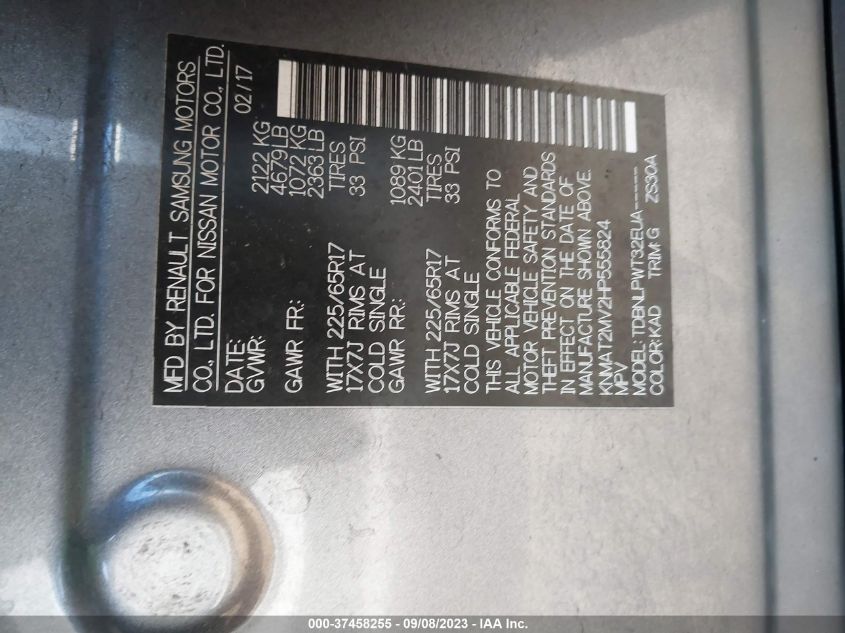 MFD BY RENAULT SAMSUNG MOTORS
CO., LTD. FOR NISSAN MOTOR CO., LTD.
DATE: 02/17
GVWR: 2122 KG
4679 LB
GAWR FR: 1072 KG
2363 LB
WITH 225/65R17 TIRES
17X7J RIMS AT 33 PSI
COLD SINGLE
GAWR RR: 1089 KG
2401 LB
WITH 225/65R17 TIRES
17X7J RIMS AT 33 PSI
COLD SINGLE
THIS VEHICLE CONFORMS TO
ALL APPLICABLE FEDERAL
MOTOR VEHICLE SAFETY AND
THEFT PREVENTION STANDARDS
IN EFFECT ON THE DATE OF
MANUFACTURE SHOWN ABOVE.
KNMAT2MV2HP555824
MPV
MODEL: TDBNLPWT32EUA-----
COLOR: KAD TRIM: G ZS30A
000-37458255 - 09/08/2023 - IAA Inc.